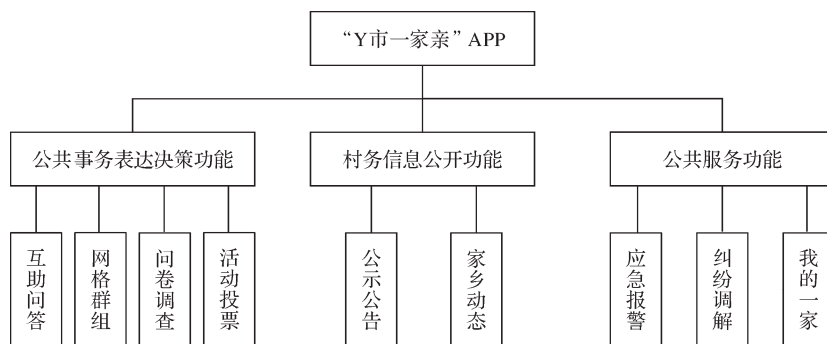 “Y市一家亲”APP
公共事务表达决策功能
村务信息公开功能
公共服务功能
互助问答
网格群组
问卷调查
活动投票
公示公告
家乡动态
应急报警
纠纷调解
我的一家